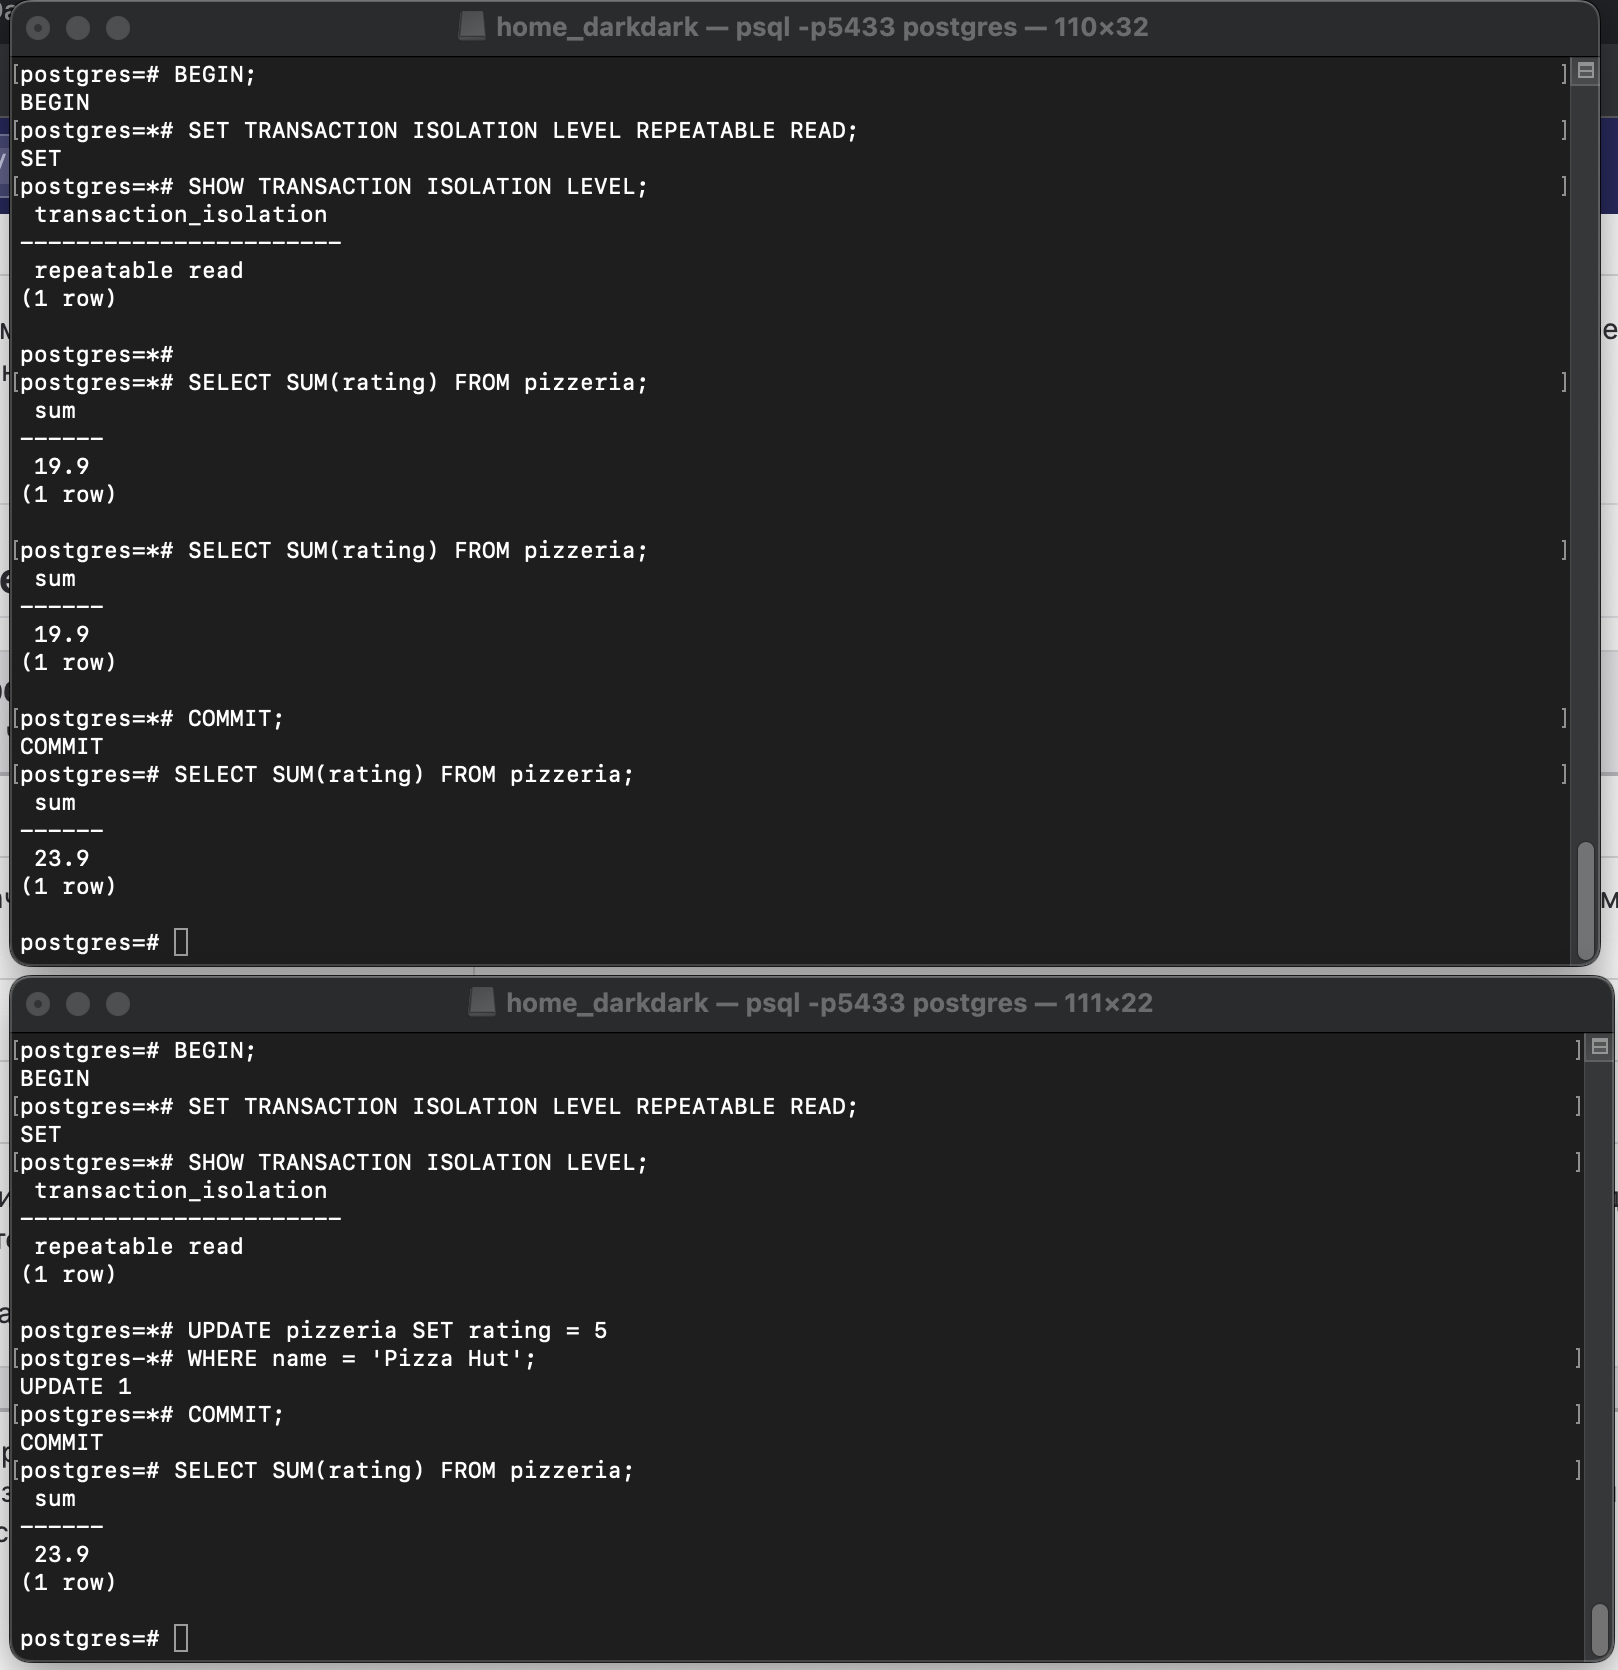 home_darkdark — psql -p5433 postgres — 110×32
[postgres=# BEGIN; ]
BEGIN
[postgres=*# SET TRANSACTION ISOLATION LEVEL REPEATABLE READ; ]
SET
[postgres=*# SHOW TRANSACTION ISOLATION LEVEL; ]
transaction_isolation
-----------------------
repeatable read
(1 row)
postgres=*#
[postgres=*# SELECT SUM(rating) FROM pizzeria; ]
sum
------
19.9
(1 row)
[postgres=*# SELECT SUM(rating) FROM pizzeria; ]
sum
------
19.9
(1 row)
[postgres=*# COMMIT; ]
COMMIT
[postgres=# SELECT SUM(rating) FROM pizzeria; ]
sum
------
23.9
(1 row)
postgres=#
home_darkdark — psql -p5433 postgres — 111×22
[postgres=# BEGIN; ]
BEGIN
[postgres=*# SET TRANSACTION ISOLATION LEVEL REPEATABLE READ; ]
SET
[postgres=*# SHOW TRANSACTION ISOLATION LEVEL; ]
transaction_isolation
-----------------------
repeatable read
(1 row)
postgres=*# UPDATE pizzeria SET rating = 5
[postgres-*# WHERE name = 'Pizza Hut'; ]
UPDATE 1
[postgres=*# COMMIT; ]
COMMIT
[postgres=# SELECT SUM(rating) FROM pizzeria; ]
sum
------
23.9
(1 row)
postgres=#